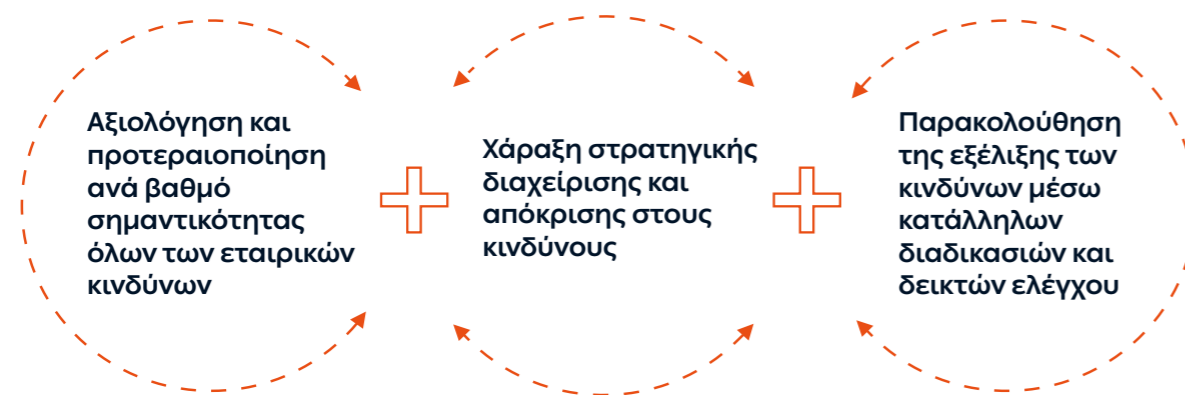 Αξιολόγηση και
προτεραιοποίηση
ανά βαθμό
σημαντικότητας
όλων των εταιρικών
κινδύνων
Χάραξη στρατηγικής
διαχείρισης και
απόκρισης στους
κινδύνους
Παρακολούθηση
της εξέλιξης των
κινδύνων μέσω
κατάλληλων
διαδικασιών και
δεικτών ελέγχου